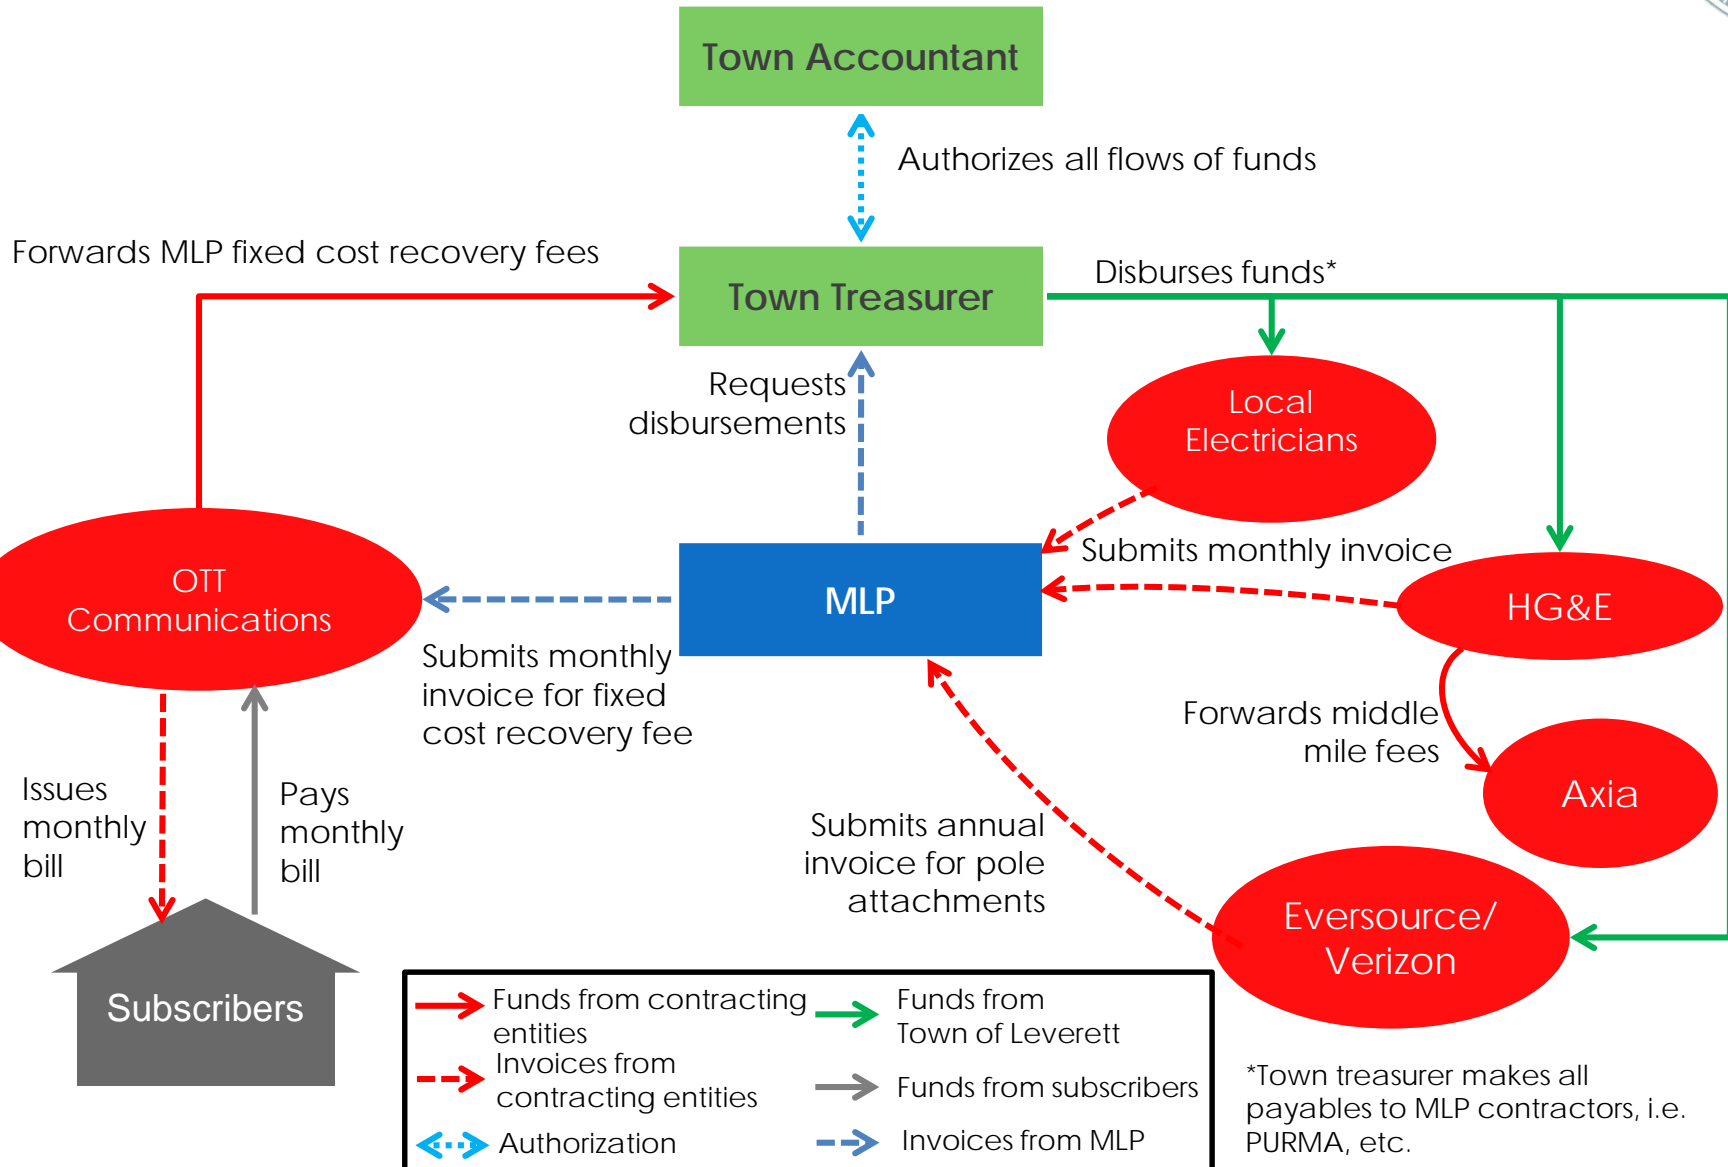 Town Accountant
Authorizes all flows of funds
Forwards MLP fixed cost recovery fees
Town Treasurer
Disburses funds*
Requests
disbursements
Local
Electricians
Submits monthly invoice
OTT
Communications
MLP
HG&E
Submits monthly
invoice for fixed
cost recovery fee
Forwards middle
mile fees
Axia
Issues
monthly
bill
Pays
monthly
bill
Submits annual
invoice for pole
attachments
Eversource/
Verizon
Subscribers
Funds from contracting
entities
Invoices from
contracting entities
Authorization
Funds from
Town of Leverett
Funds from subscribers
Invoices from MLP
*Town treasurer makes all
payables to MLP contractors, i.e.
PURMA, etc.